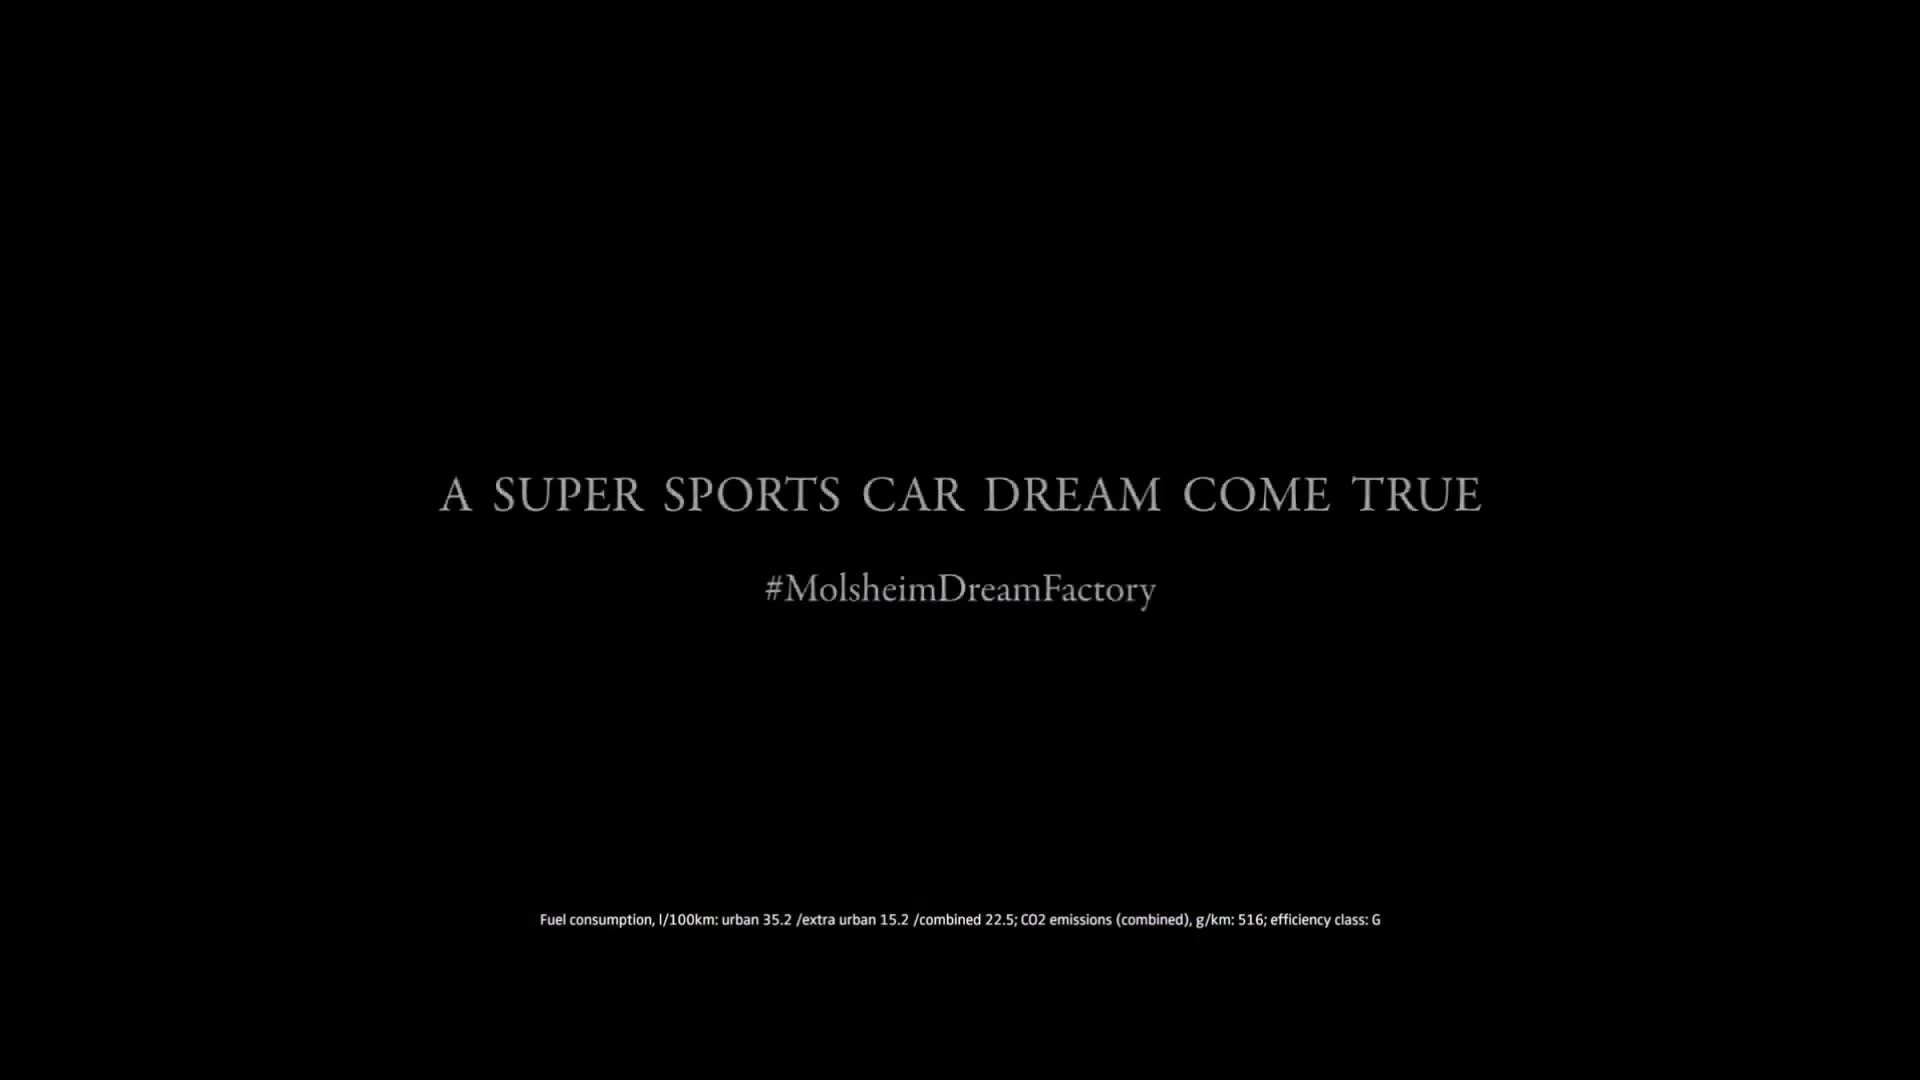 A SUPER SPORTS CAR DREAM COME TRUE
#MolsheimDreamFactory
Fuel consumption, l/100km: urban 35.2 /extra urban 15.2 /combined 22.5; CO2 emissions (combined), g/km: 516; efficiency class: G